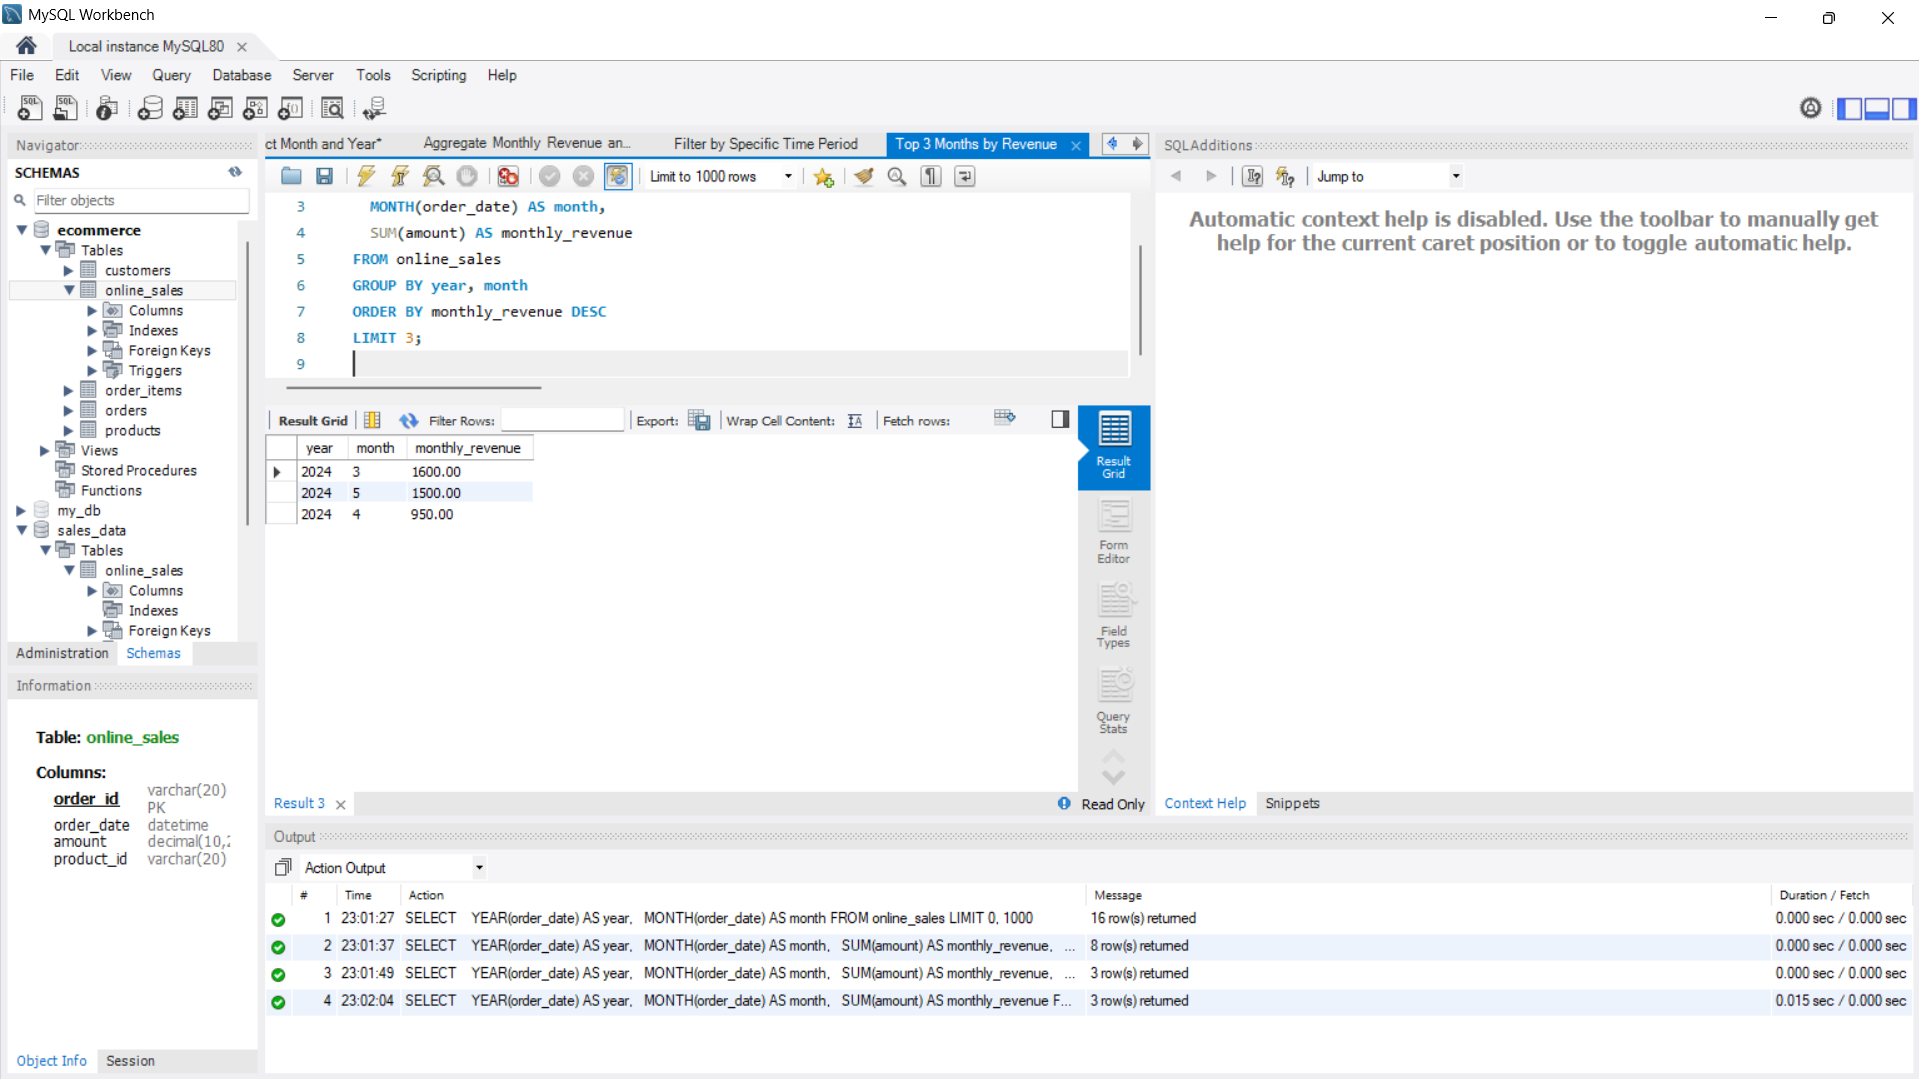 MySQL Workbench
Local instance MySQL80
File Edit View Query Database Server Tools Scripting Help
Navigator
SCHEMAS
Filter objects
ecommerce
Tables
customers
online_sales
Columns
Indexes
Foreign Keys
Triggers
order_items
orders
products
Views
Stored Procedures
Functions
my_db
sales_data
Tables
online_sales
Columns
Indexes
Foreign Keys
Administration Schemas
Information
Table: online_sales
Columns:
order_id varchar(20) PK
order_date datetime
amount decimal(10,2
product_id varchar(20)
Object Info Session
ct Month and Year* Aggregate Monthly Revenue an... Filter by Specific Time Period Top 3 Months by Revenue
Limit to 1000 rows
3 MONTH(order_date) AS month,
4 SUM(amount) AS monthly_revenue
5 FROM online_sales
6 GROUP BY year, month
7 ORDER BY monthly_revenue DESC
8 LIMIT 3;
9
Result Grid Filter Rows: Export: Wrap Cell Content: Fetch rows:
year month monthly_revenue
2024 3 1600.00
2024 5 1500.00
2024 4 950.00
Result Grid
Form Editor
Field Types
Query Stats
Result 3 Read Only
SQLAdditions
Jump to
Automatic context help is disabled. Use the toolbar to manually get
help for the current caret position or to toggle automatic help.
Context Help Snippets
Output
Action Output
# Time Action Message Duration / Fetch
1 23:01:27 SELECT YEAR(order_date) AS year, MONTH(order_date) AS month FROM online_sales LIMIT 0, 1000 16 row(s) returned 0.000 sec / 0.000 sec
2 23:01:37 SELECT YEAR(order_date) AS year, MONTH(order_date) AS month, SUM(amount) AS monthly_revenue, ... 8 row(s) returned 0.000 sec / 0.000 sec
3 23:01:49 SELECT YEAR(order_date) AS year, MONTH(order_date) AS month, SUM(amount) AS monthly_revenue, ... 3 row(s) returned 0.000 sec / 0.000 sec
4 23:02:04 SELECT YEAR(order_date) AS year, MONTH(order_date) AS month, SUM(amount) AS monthly_revenue F... 3 row(s) returned 0.015 sec / 0.000 sec